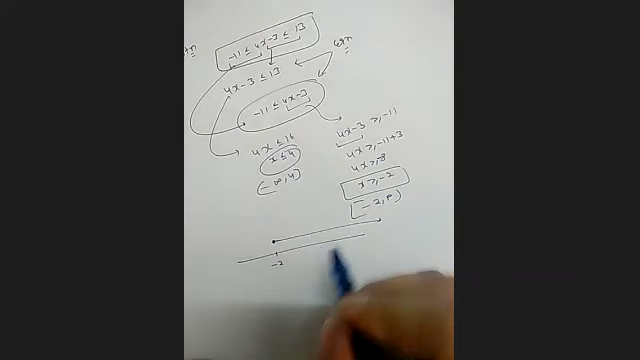 -11 ≤ 4x-3 ≤ 13
4x-3 ≤ 13
-11 ≤ 4x-3
4x-3 ≥, -11
4x ≤ 16
4x ≥, -11+3
x ≤ 4
4x ≥, -8
(-∞, 4]
x ≥, -2
-2